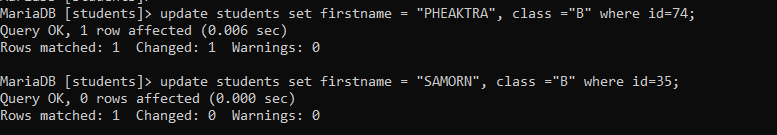 MariaDB [students]> update students set firstname = "PHEAKTRA", class ="B" where id=74;
Query OK, 1 row affected (0.006 sec)
Rows matched: 1  Changed: 1  Warnings: 0
MariaDB [students]> update students set firstname = "SAMORN", class ="B" where id=35;
Query OK, 0 rows affected (0.000 sec)
Rows matched: 1  Changed: 0  Warnings: 0